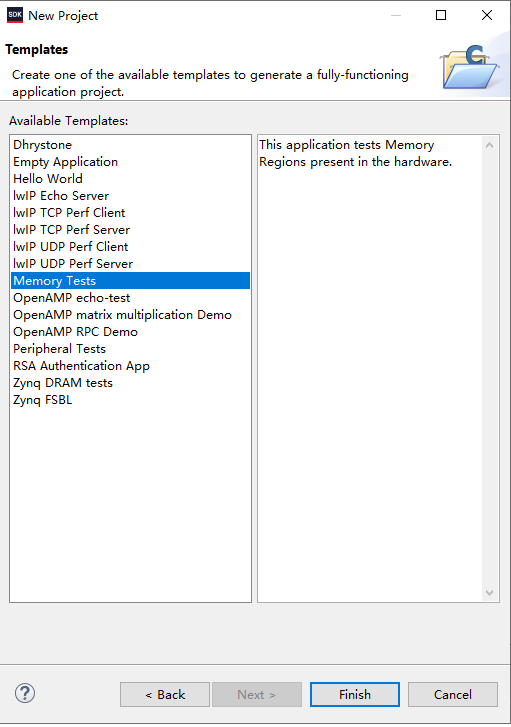 SDK New Project
Templates
Create one of the available templates to generate a fully-functioning
application project.
Available Templates:
Dhrystone
Empty Application
Hello World
lwIP Echo Server
lwIP TCP Perf Client
lwIP TCP Perf Server
lwIP UDP Perf Client
lwIP UDP Perf Server
Memory Tests
OpenAMP echo-test
OpenAMP matrix multiplication Demo
OpenAMP RPC Demo
Peripheral Tests
RSA Authentication App
Zynq DRAM tests
Zynq FSBL
This application tests Memory
Regions present in the hardware.
? < Back Next > Finish Cancel